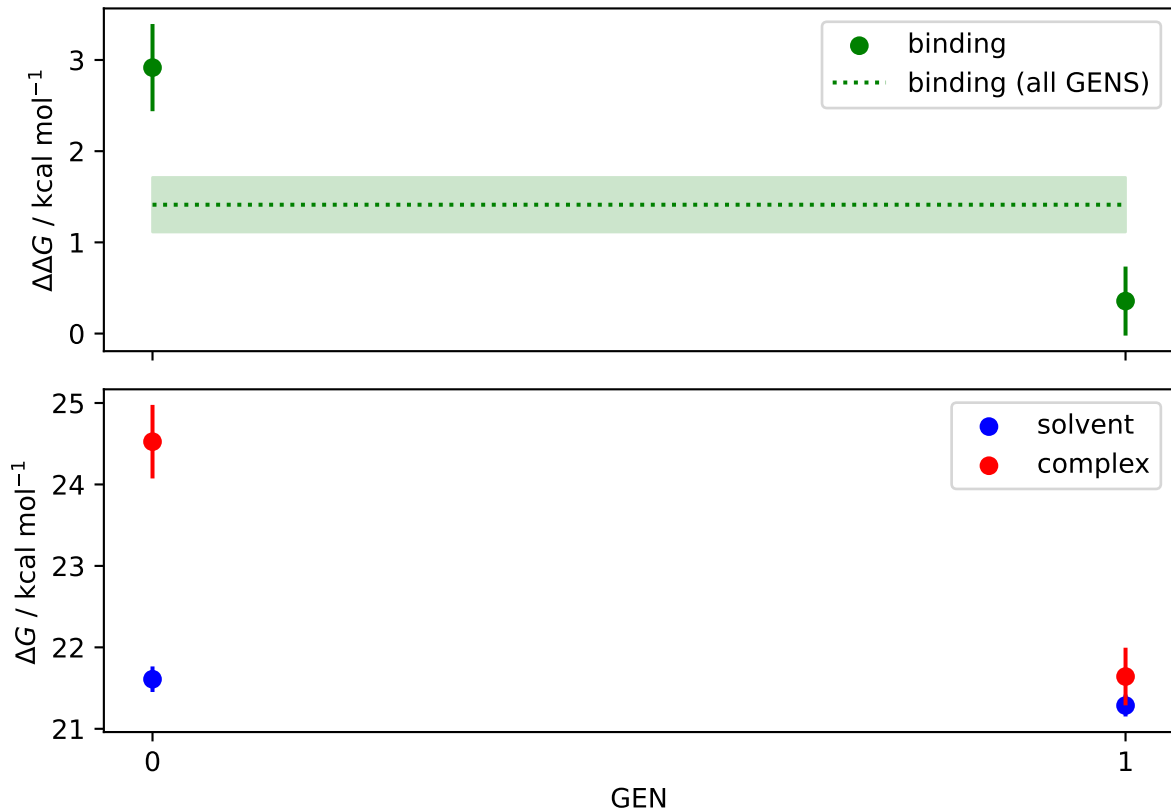 3
2
1
0
ΔΔG / kcal mol⁻¹
binding
binding (all GENS)
25
24
23
22
21
ΔG / kcal mol⁻¹
solvent
complex
0
1
GEN